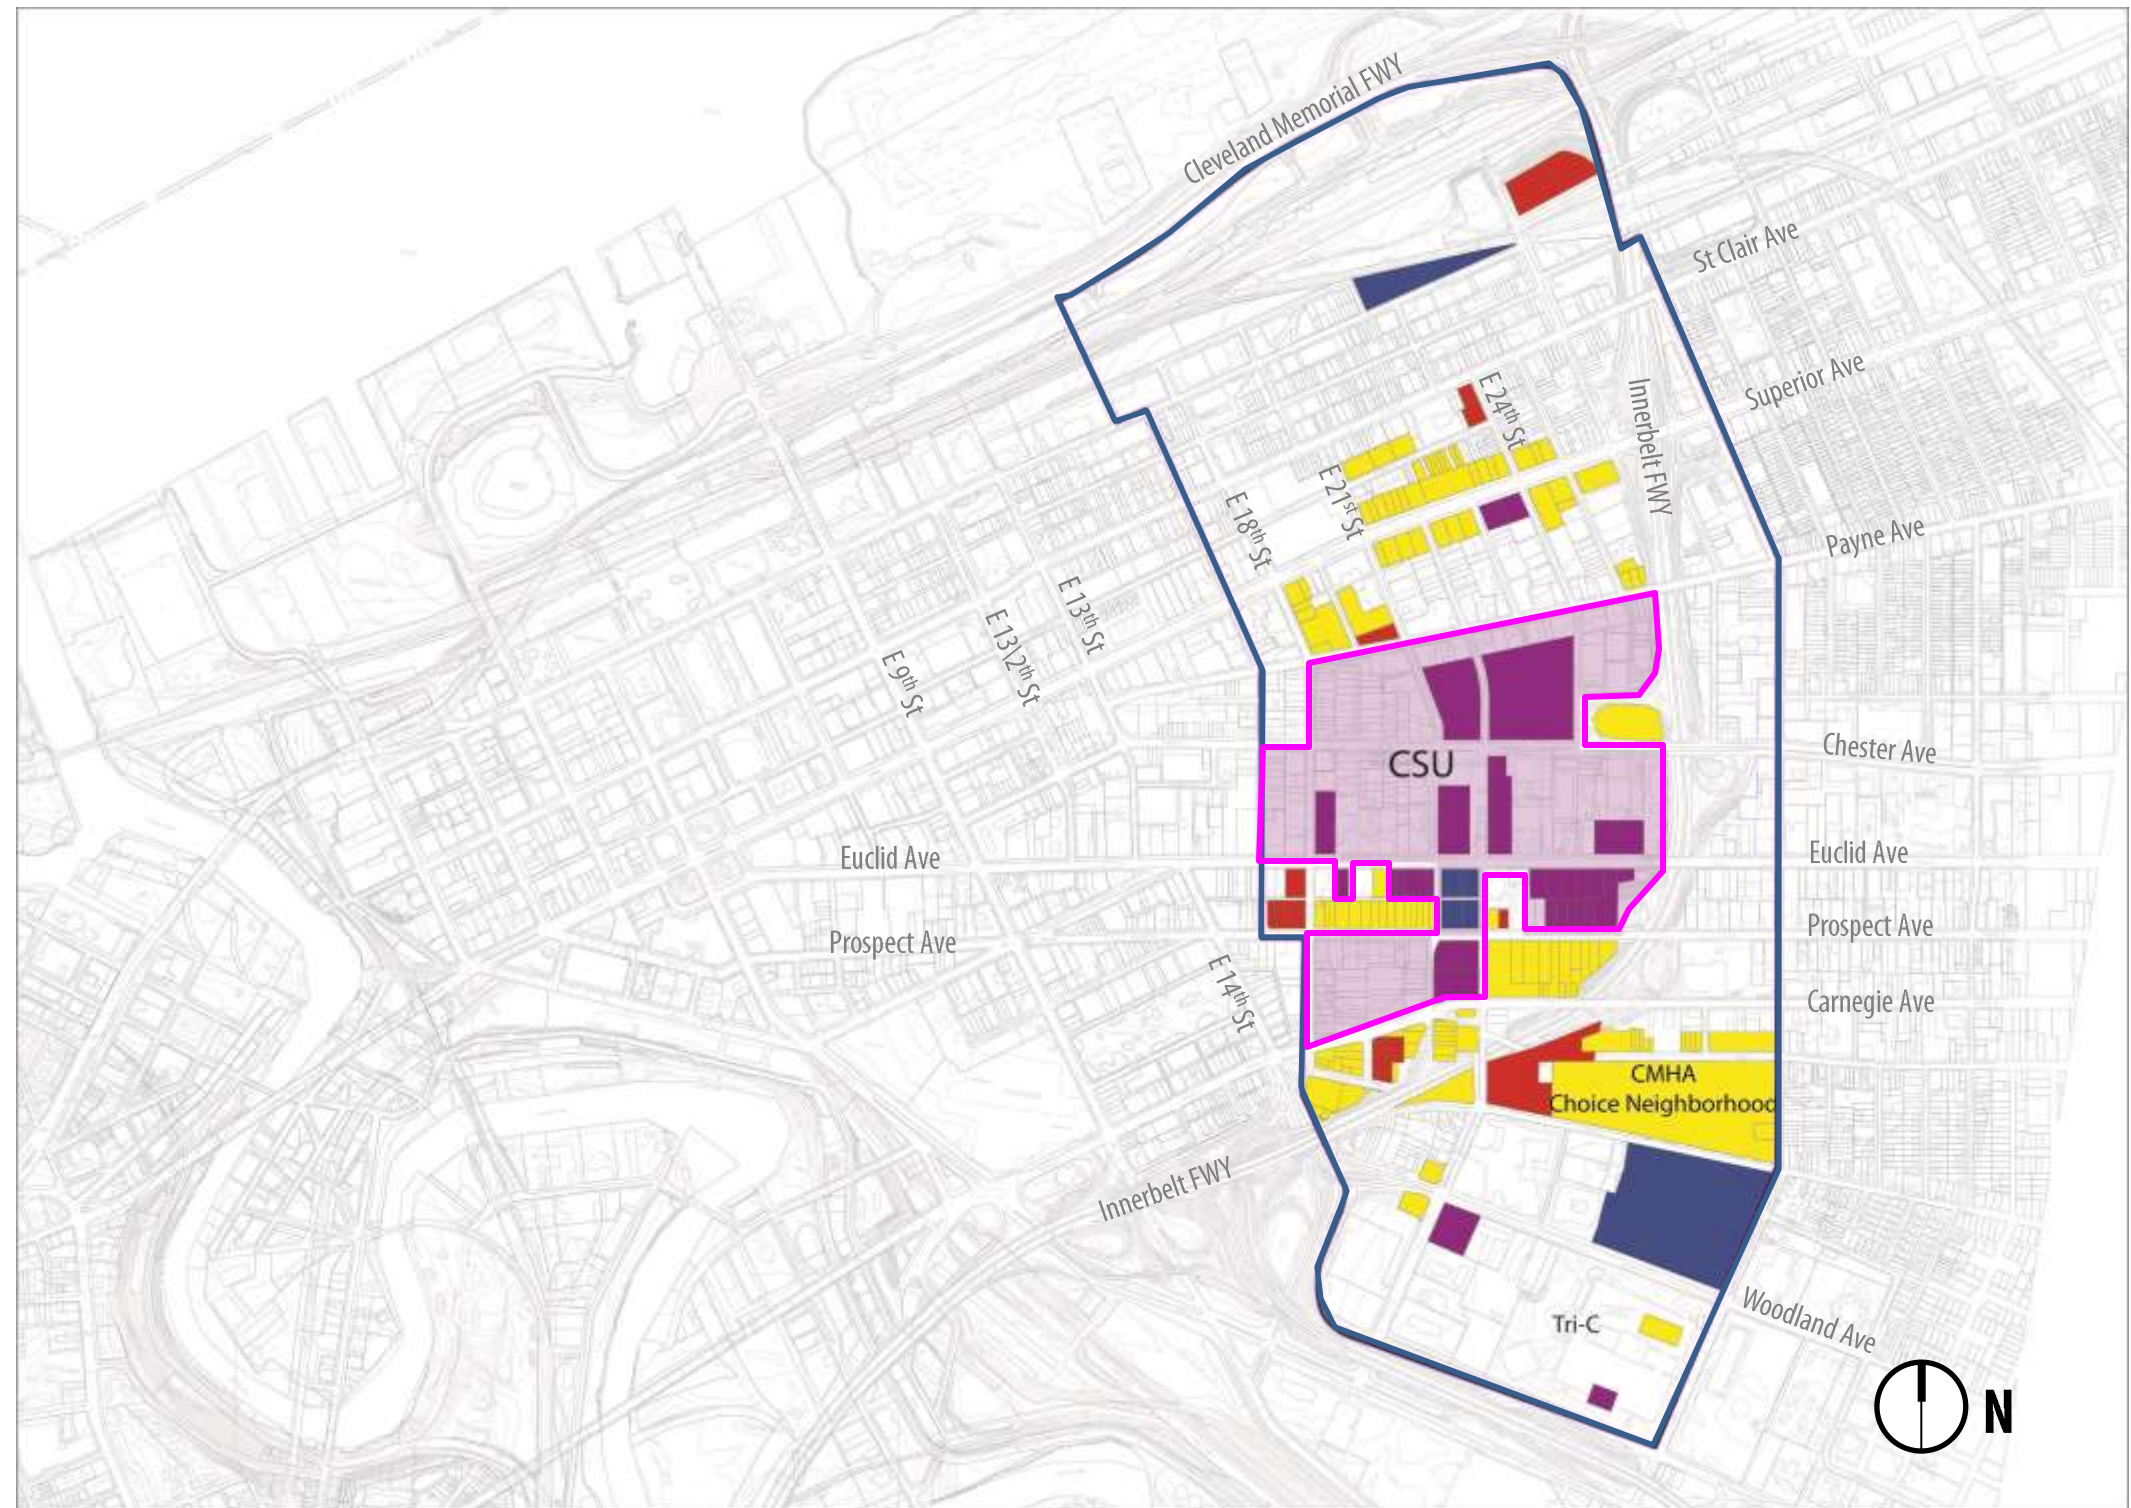 Cleveland Memorial FWY
St Clair Ave
Superior Ave
E 24th St
Innerbelt FWY
E 21st St
E 18th St
Payne Ave
E 13th St
E 13\2th St
E 9th St
Chester Ave
CSU
Euclid Ave
Euclid Ave
Prospect Ave
Prospect Ave
E 14th St
Carnegie Ave
CMHA
Choice Neighborhood
Innerbelt FWY
Tri-C
Woodland Ave
N